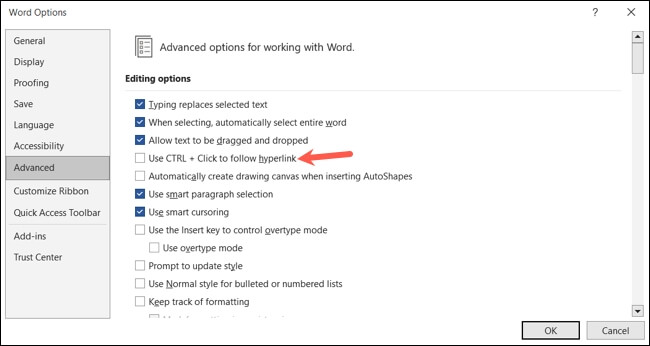 Word Options
?
General
Display
Proofing
Save
Language
Accessibility
Advanced
Customize Ribbon
Quick Access Toolbar
Add-ins
Trust Center
Advanced options for working with Word.
Editing options
Typing replaces selected text
When selecting, automatically select entire word
Allow text to be dragged and dropped
Use CTRL + Click to follow hyperlink
Automatically create drawing canvas when inserting AutoShapes
Use smart paragraph selection
Use smart cursoring
Use the Insert key to control overtype mode
Use overtype mode
Prompt to update style
Use Normal style for bulleted or numbered lists
Keep track of formatting
OK
Cancel